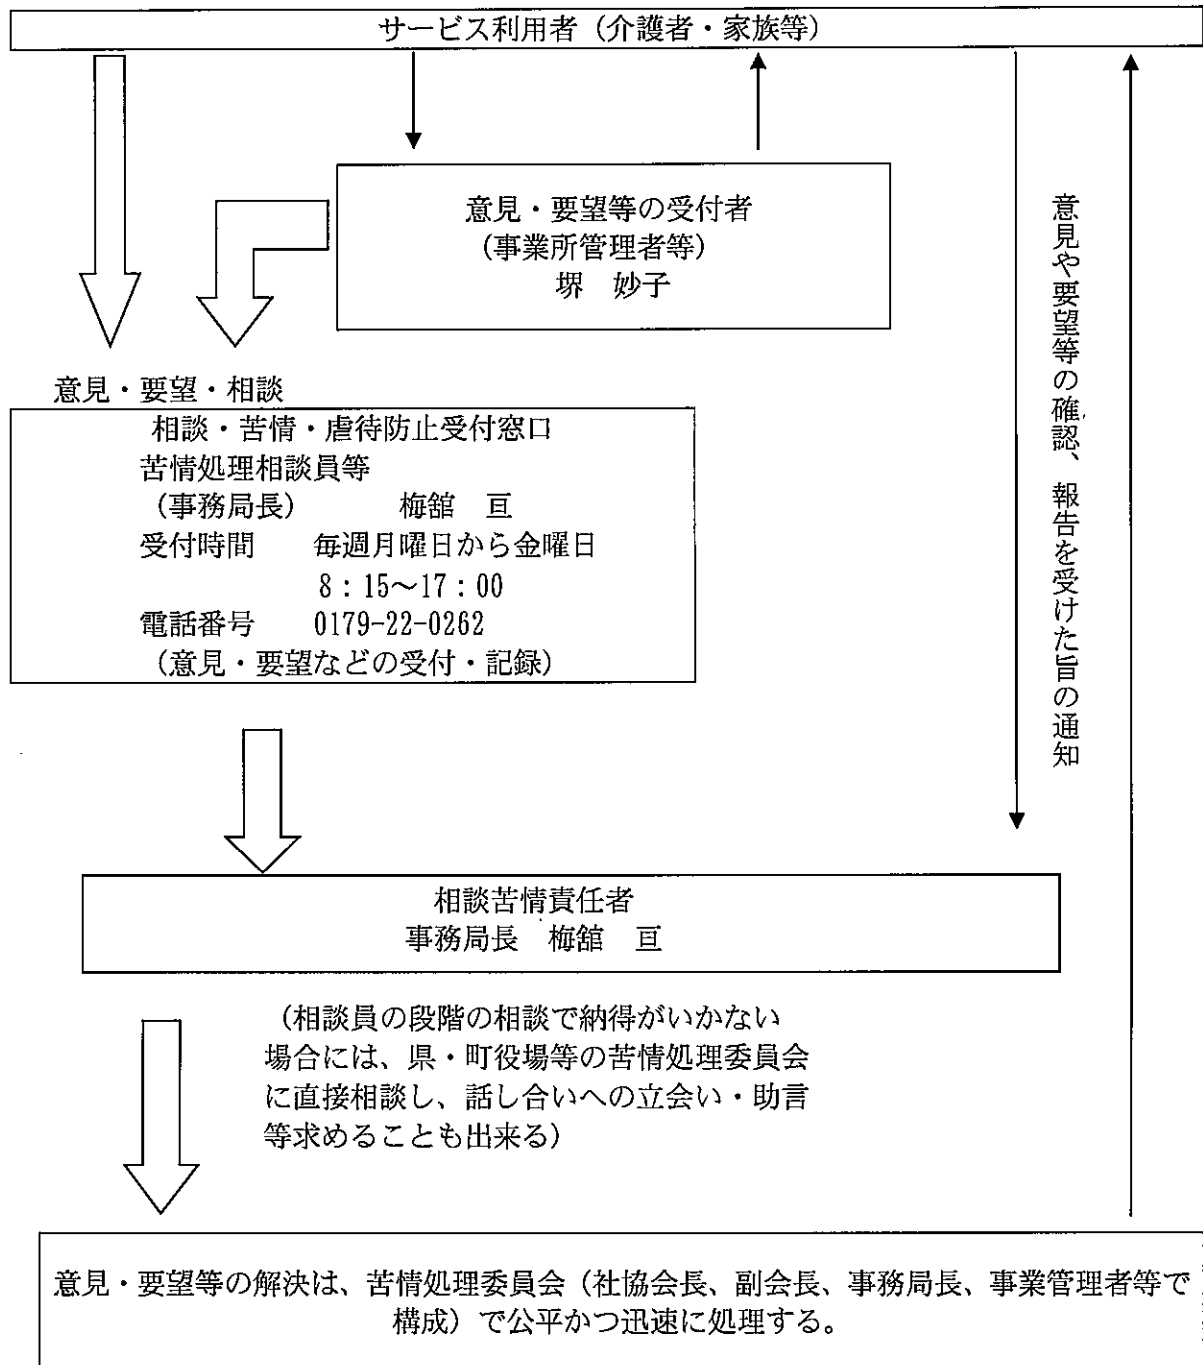 サービス利用者（介護者・家族等）
意見・要望等の受付者
（事業所管理者等）
堺　妙子
意見や要望等の確認、報告を受けた旨の通知
意見・要望・相談
相談・苦情・虐待防止受付窓口
苦情処理相談員等
（事務局長）　　　梅舘　亘
受付時間　　毎週月曜日から金曜日
8：15～17：00
電話番号　　0179-22-0262
（意見・要望などの受付・記録）
相談苦情責任者
事務局長　梅舘　亘
（相談員の段階の相談で納得がいかない
場合には、県・町役場等の苦情処理委員会
に直接相談し、話し合いへの立会い・助言
等求めることも出来る）
意見・要望等の解決は、苦情処理委員会（社協会長、副会長、事務局長、事業管理者等で
構成）で公平かつ迅速に処理する。